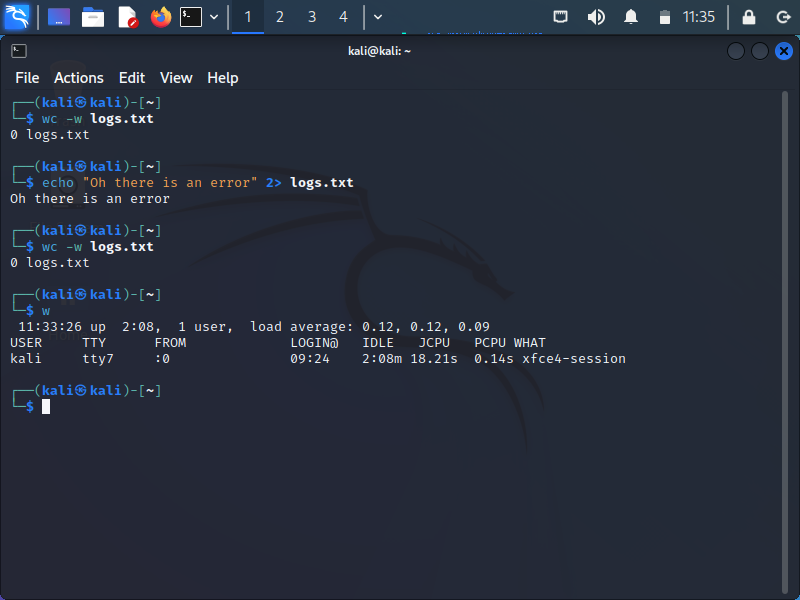 1 2 3 4 11:35
kali@kali: ~
File Actions Edit View Help
┌──(kali㉿kali)-[~]
└─$ wc -w logs.txt
0 logs.txt
┌──(kali㉿kali)-[~]
└─$ echo "Oh there is an error" 2> logs.txt
Oh there is an error
┌──(kali㉿kali)-[~]
└─$ wc -w logs.txt
0 logs.txt
┌──(kali㉿kali)-[~]
└─$ w
11:33:26 up 2:08, 1 user, load average: 0.12, 0.12, 0.09
USER TTY FROM LOGIN@ IDLE JCPU PCPU WHAT
kali tty7 :0 09:24 2:08m 18.21s 0.14s xfce4-session
┌──(kali㉿kali)-[~]
└─$